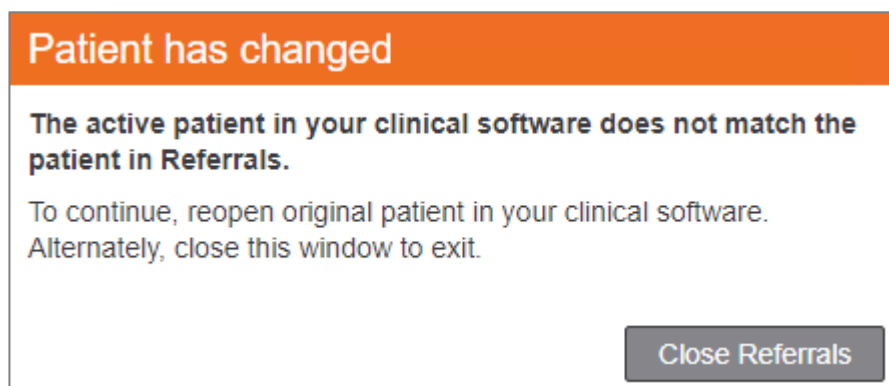 Patient has changed
The active patient in your clinical software does not match the
patient in Referrals.
To continue, reopen original patient in your clinical software.
Alternately, close this window to exit.
Close Referrals